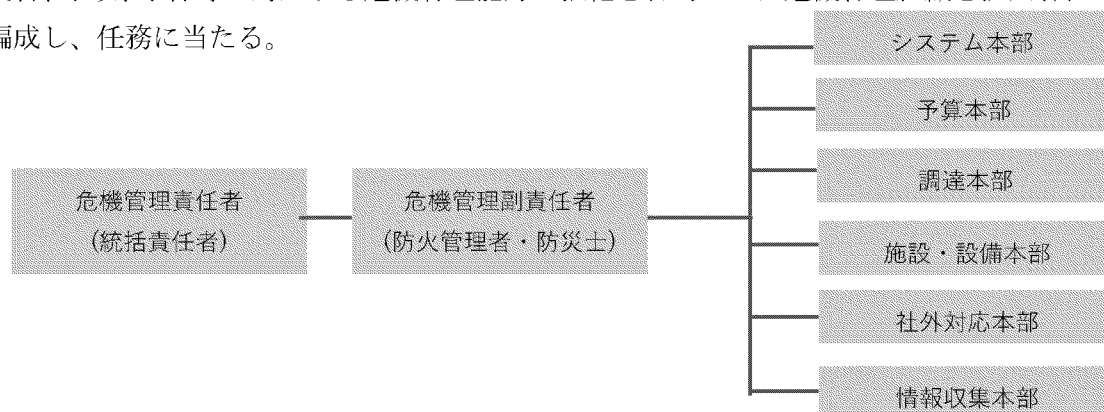 編成し、任務に当たる。
システム本部
予算本部
調達本部
危機管理責任者
(統括責任者)
危機管理副責任者
(防火管理者・防災士)
施設・設備本部
社外対応本部
情報収集本部